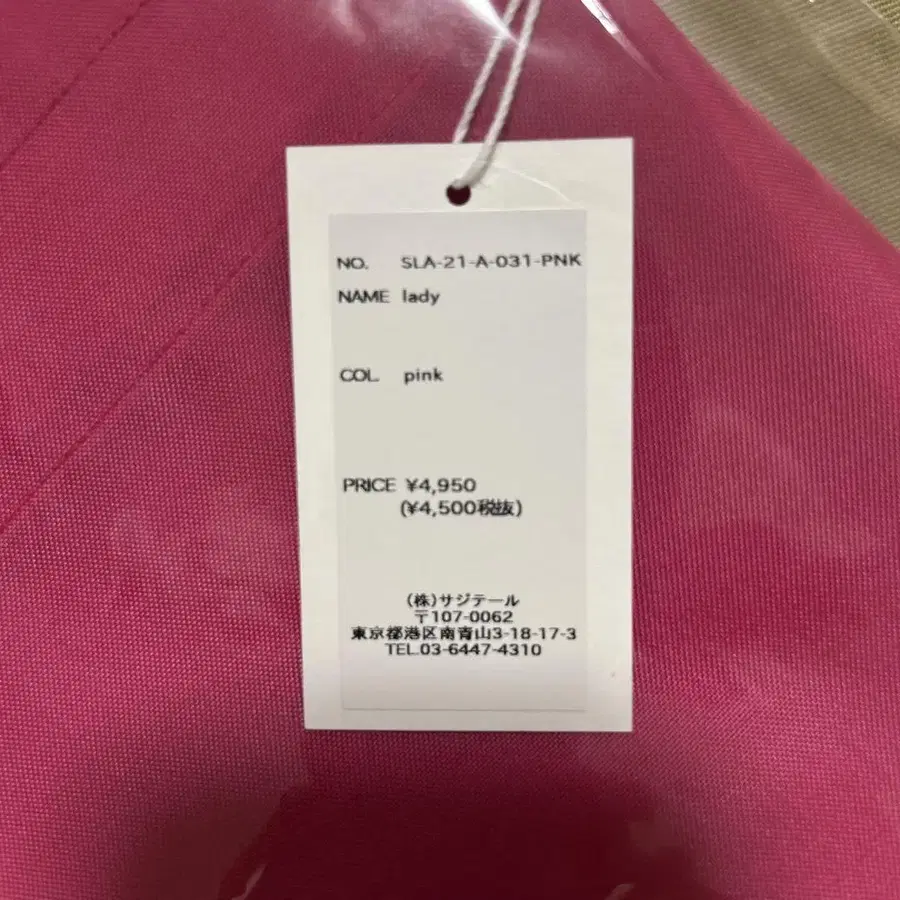 NO. SLA-21-A-031-PNK
NAME lady
COL. pink
PRICE ¥4,950
(¥4,500税抜)
(株)サジテール
〒107-0062
東京都港区南青山3-18-17-3
TEL.03-6447-4310